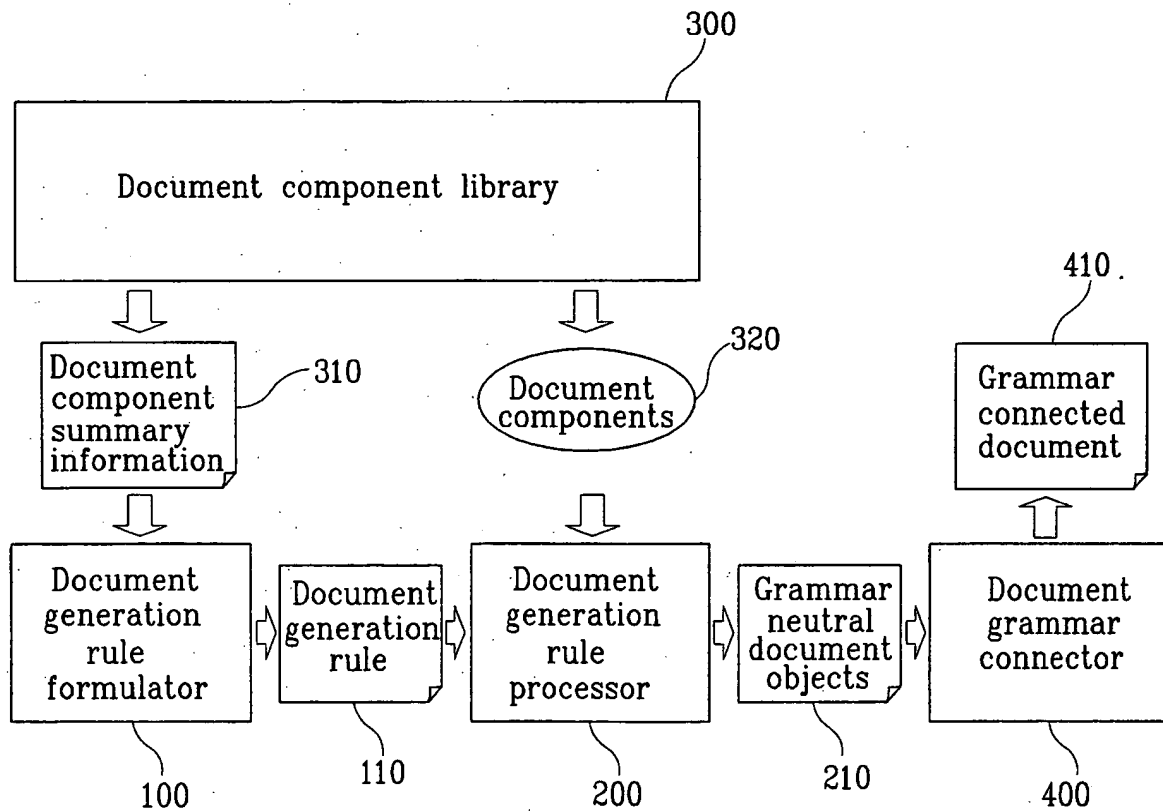 300
Document component library
410
Document
component
summary
information
310
Document
components
320
Grammar
connected
document
Document
generation
rule
formulator
Document
generation
rule
Document
generation
rule
processor
Grammar
neutral
document
objects
Document
grammar
connector
100
110
200
210
400